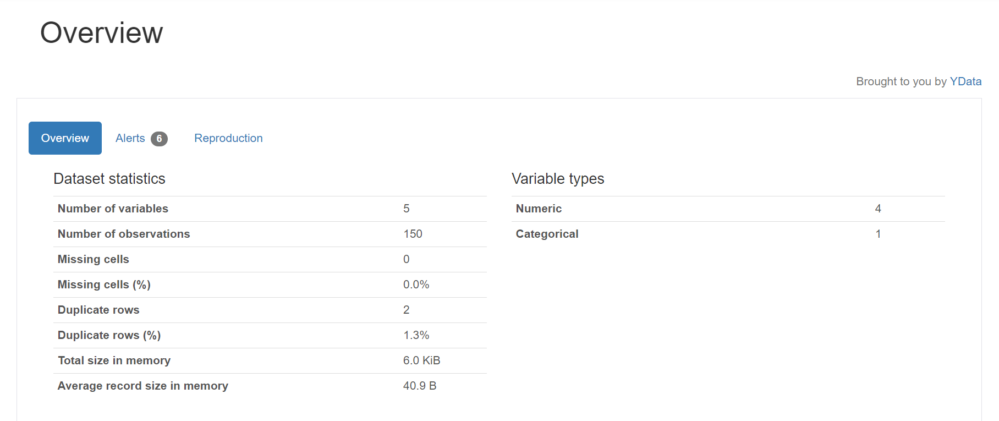 Overview
Brought to you by YData
Overview Alerts 6 Reproduction
Dataset statistics
Number of variables 5
Number of observations 150
Missing cells 0
Missing cells (%) 0.0%
Duplicate rows 2
Duplicate rows (%) 1.3%
Total size in memory 6.0 KiB
Average record size in memory 40.9 B
Variable types
Numeric 4
Categorical 1